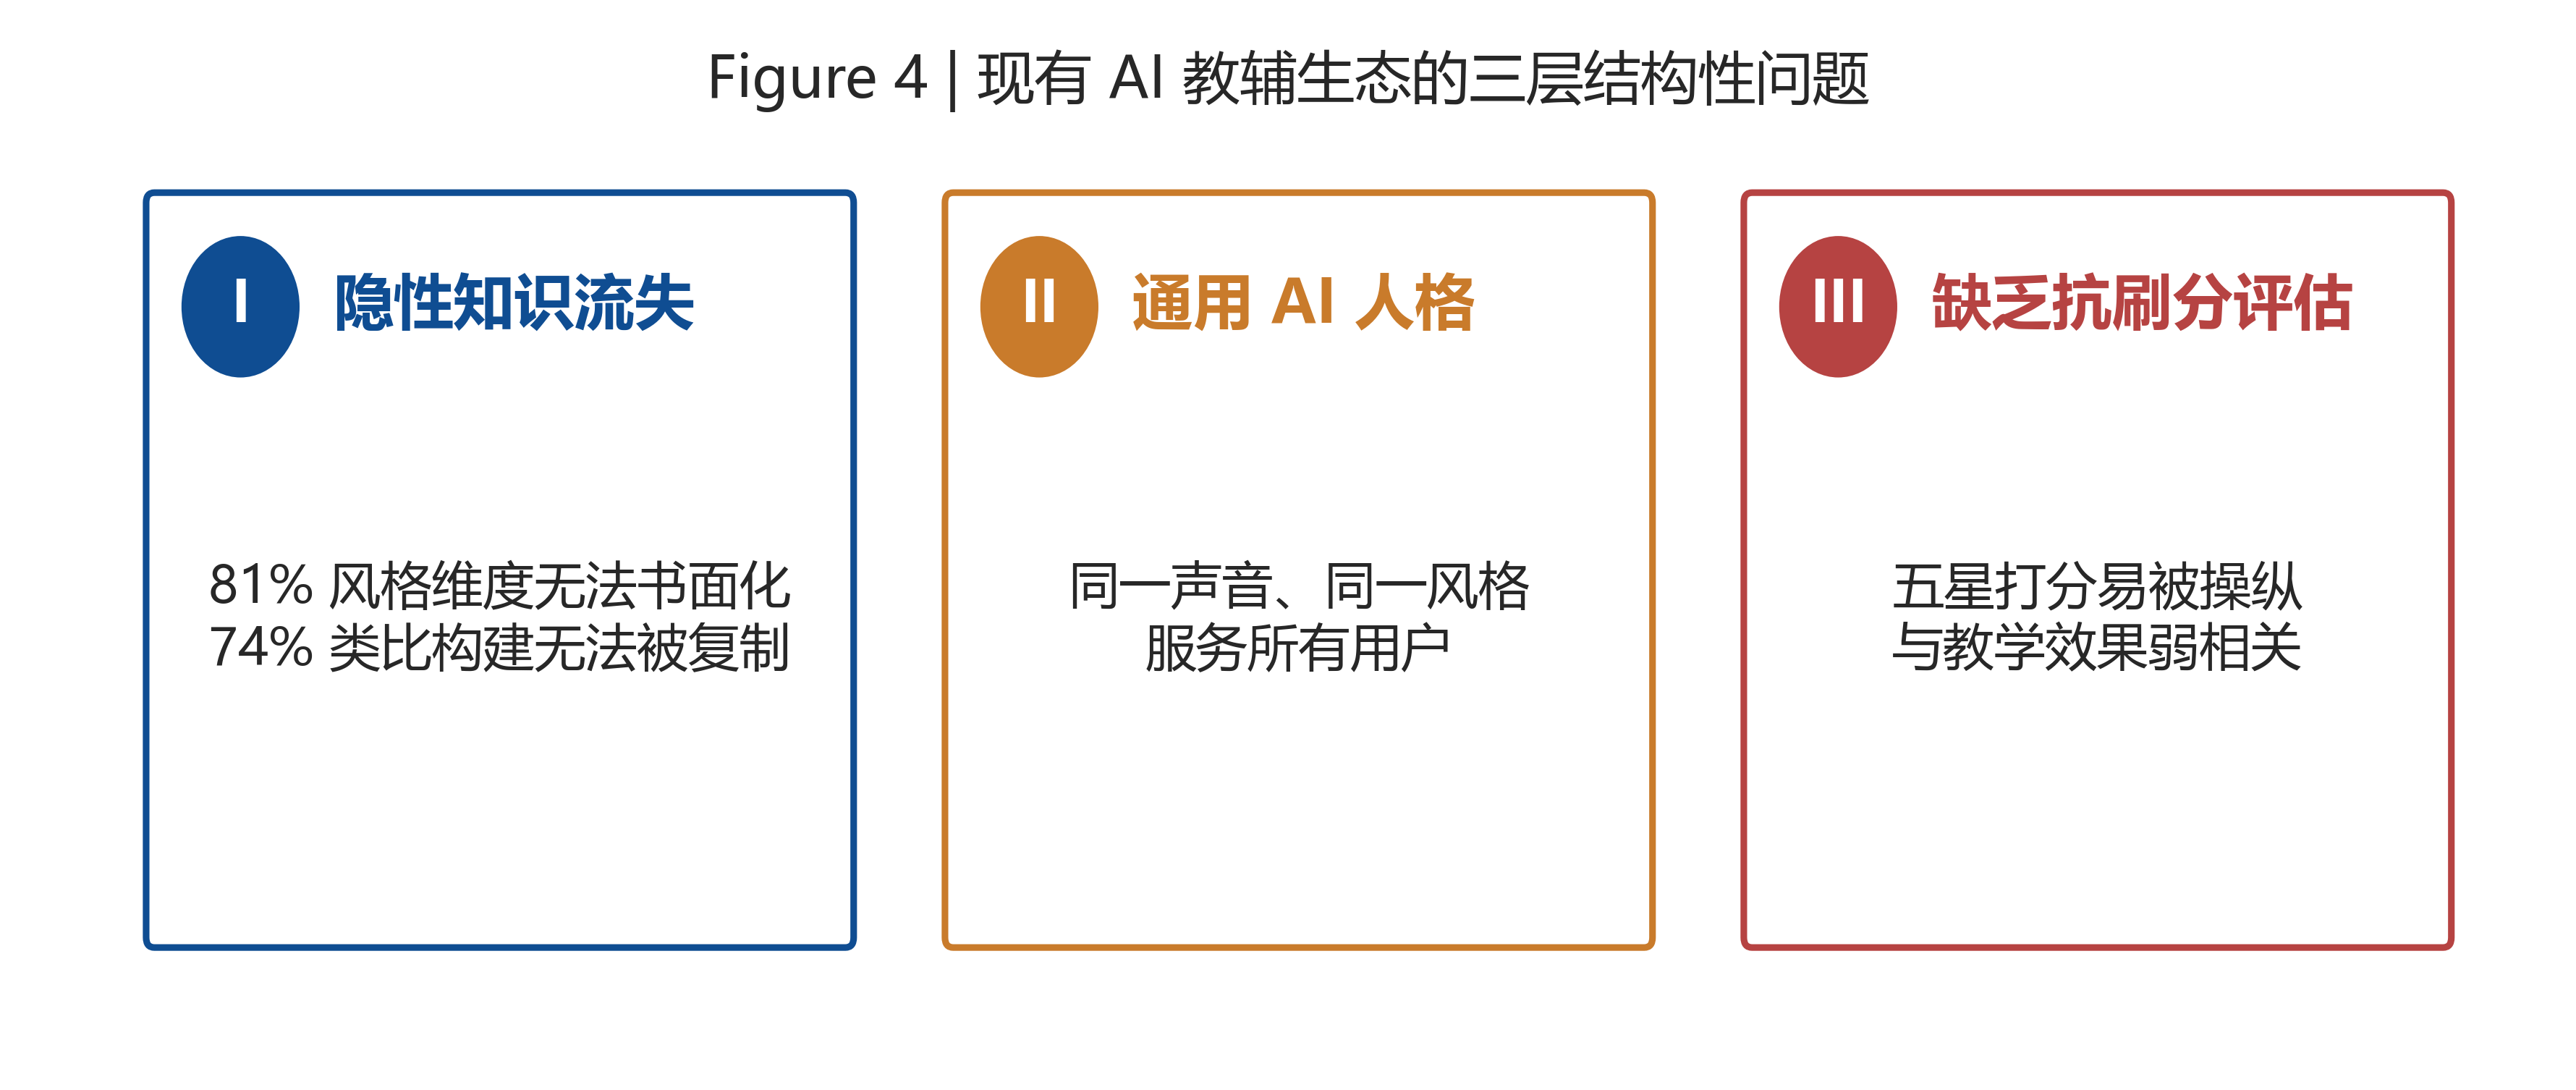 Figure 4 | 现有 AI 教辅生态的三层结构性问题
I 隐性知识流失
81% 风格维度无法书面化
74% 类比构建无法被复制
II 通用 AI 人格
同一声音、同一风格
服务所有用户
III 缺乏抗刷分评估
五星打分易被操纵
与教学效果弱相关